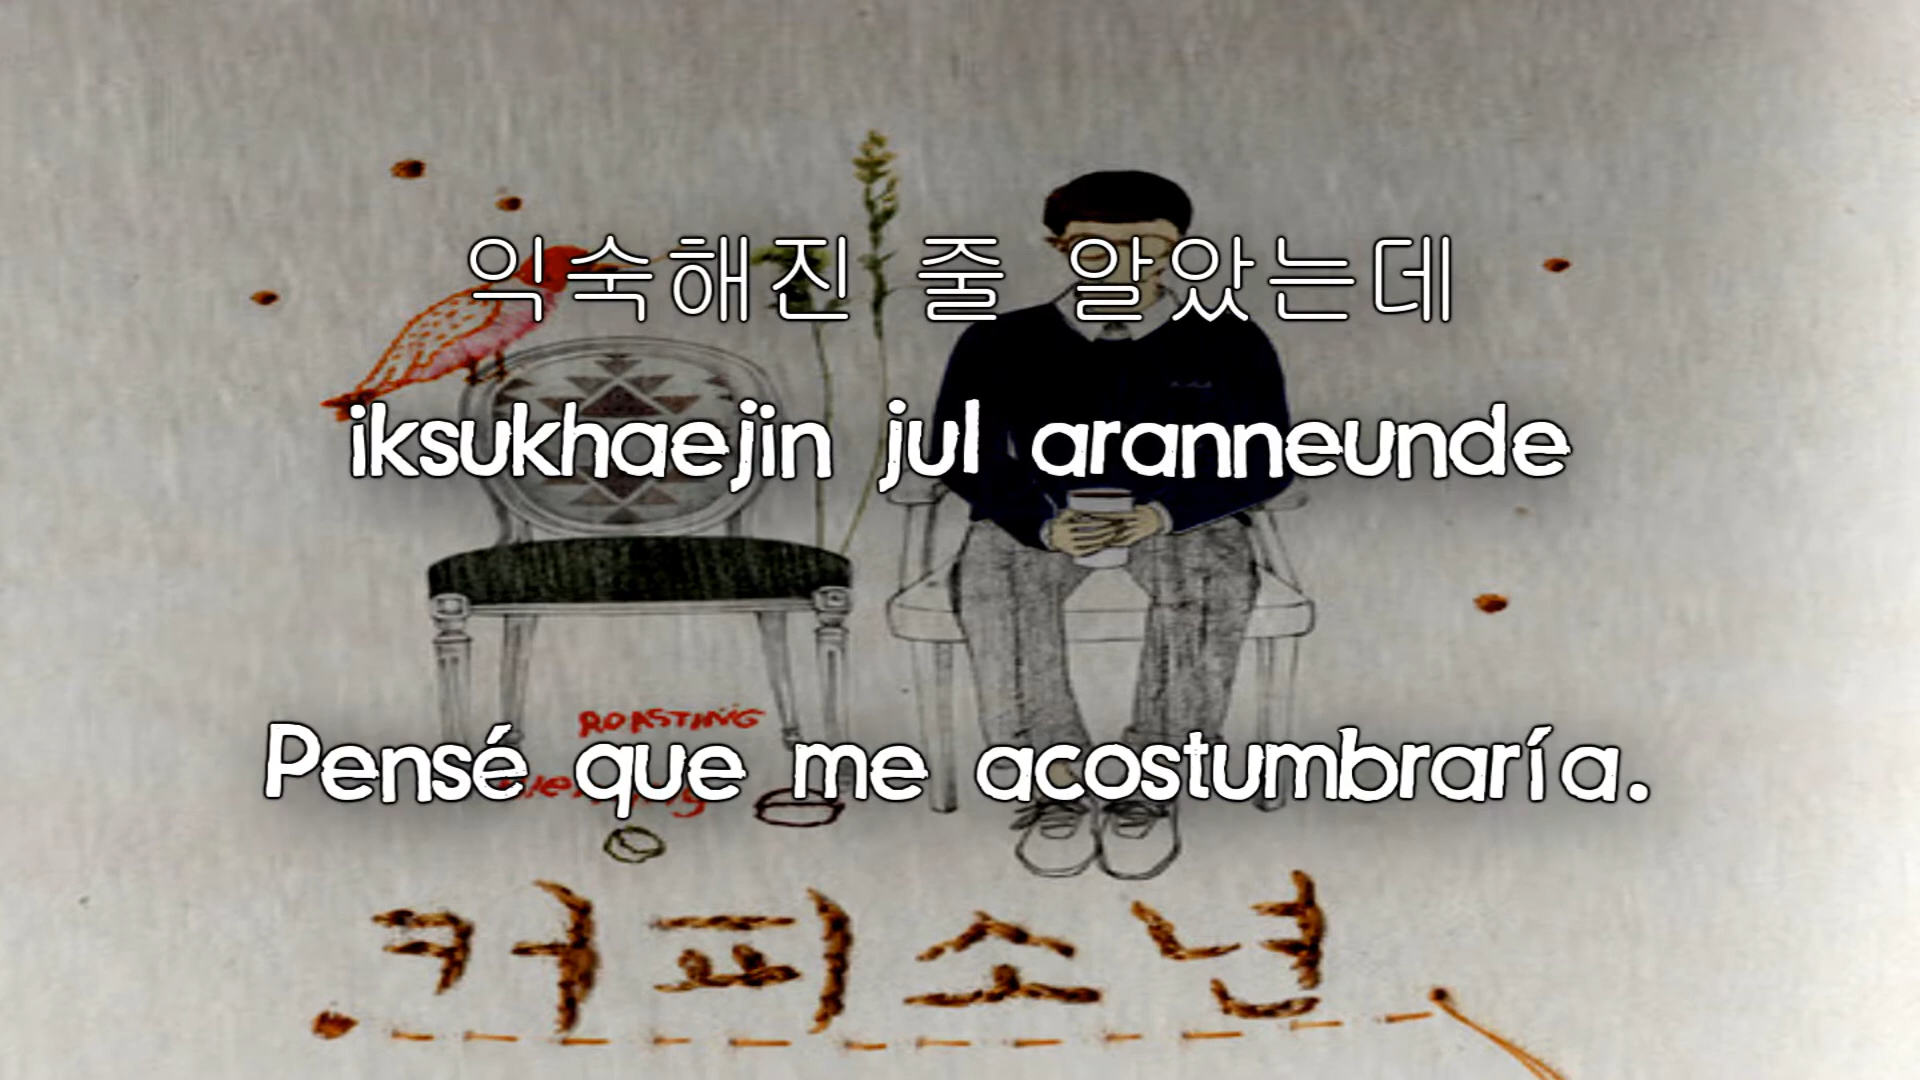 익숙해진 줄 알았는데
iksukhaejin jul aranneunde
ROASTING
Pensé que me acostumbraría.
커피소년